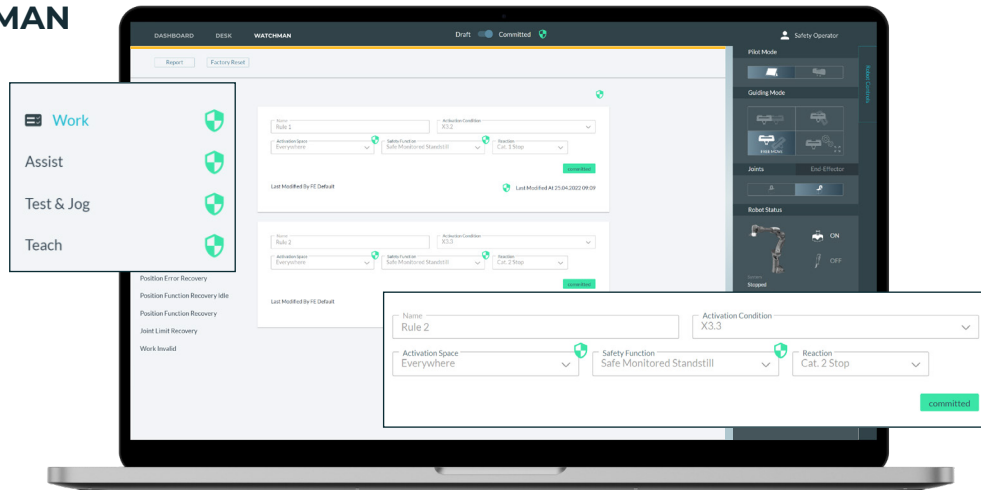 MAN
DASHBOARD DESK WATCHMAN Draft Committed Safety Operator
Report Factory Reset
Pilot Mode
Robot Controls
Guiding Mode
FREE MOVE
Joints End-Effector
Robot Status
ON
OFF
Stopped
Work
Assist
Test & Jog
Teach
Position Error Recovery
Position Function Recovery Idle
Position Function Recovery
Joint Limit Recovery
Work Invalid
Name
Rule 1
Activation Condition
X3.2
Activation Space
Everywhere
Safety Function
Safe Monitored Standstill
Reaction
Cat. 1 Stop
committed
Last Modified By FE Default Last Modified At 25.04.2022 09:09
Name
Rule 2
Activation Condition
X3.3
Activation Space
Everywhere
Safety Function
Safe Monitored Standstill
Reaction
Cat. 2 Stop
committed
Last Modified By FE Default
Name
Rule 2
Activation Condition
X3.3
Activation Space
Everywhere
Safety Function
Safe Monitored Standstill
Reaction
Cat. 2 Stop
committed